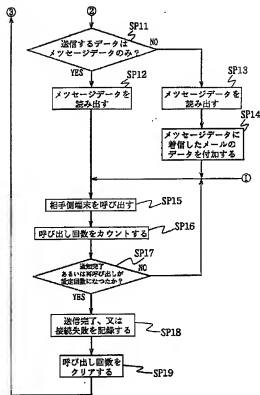 ③
②
SP11
送信するデータは
メツセージデータのみ?
NO
YES
SP12
SP13
メツセージデータを
読み出す
メツセージデータを
読み出す
SP14
メツセージデータに
着信したメールの
データを付加する
①
相手側端末を呼び出す
SP15
SP16
呼び出し回数をカウントする
SP17
送信完了
あるいは再呼び出しが
設定回数になつたか?
NO
YES
送信完了、又は
接続失敗を記録する
SP18
呼び出し回数を
クリアする
SP19